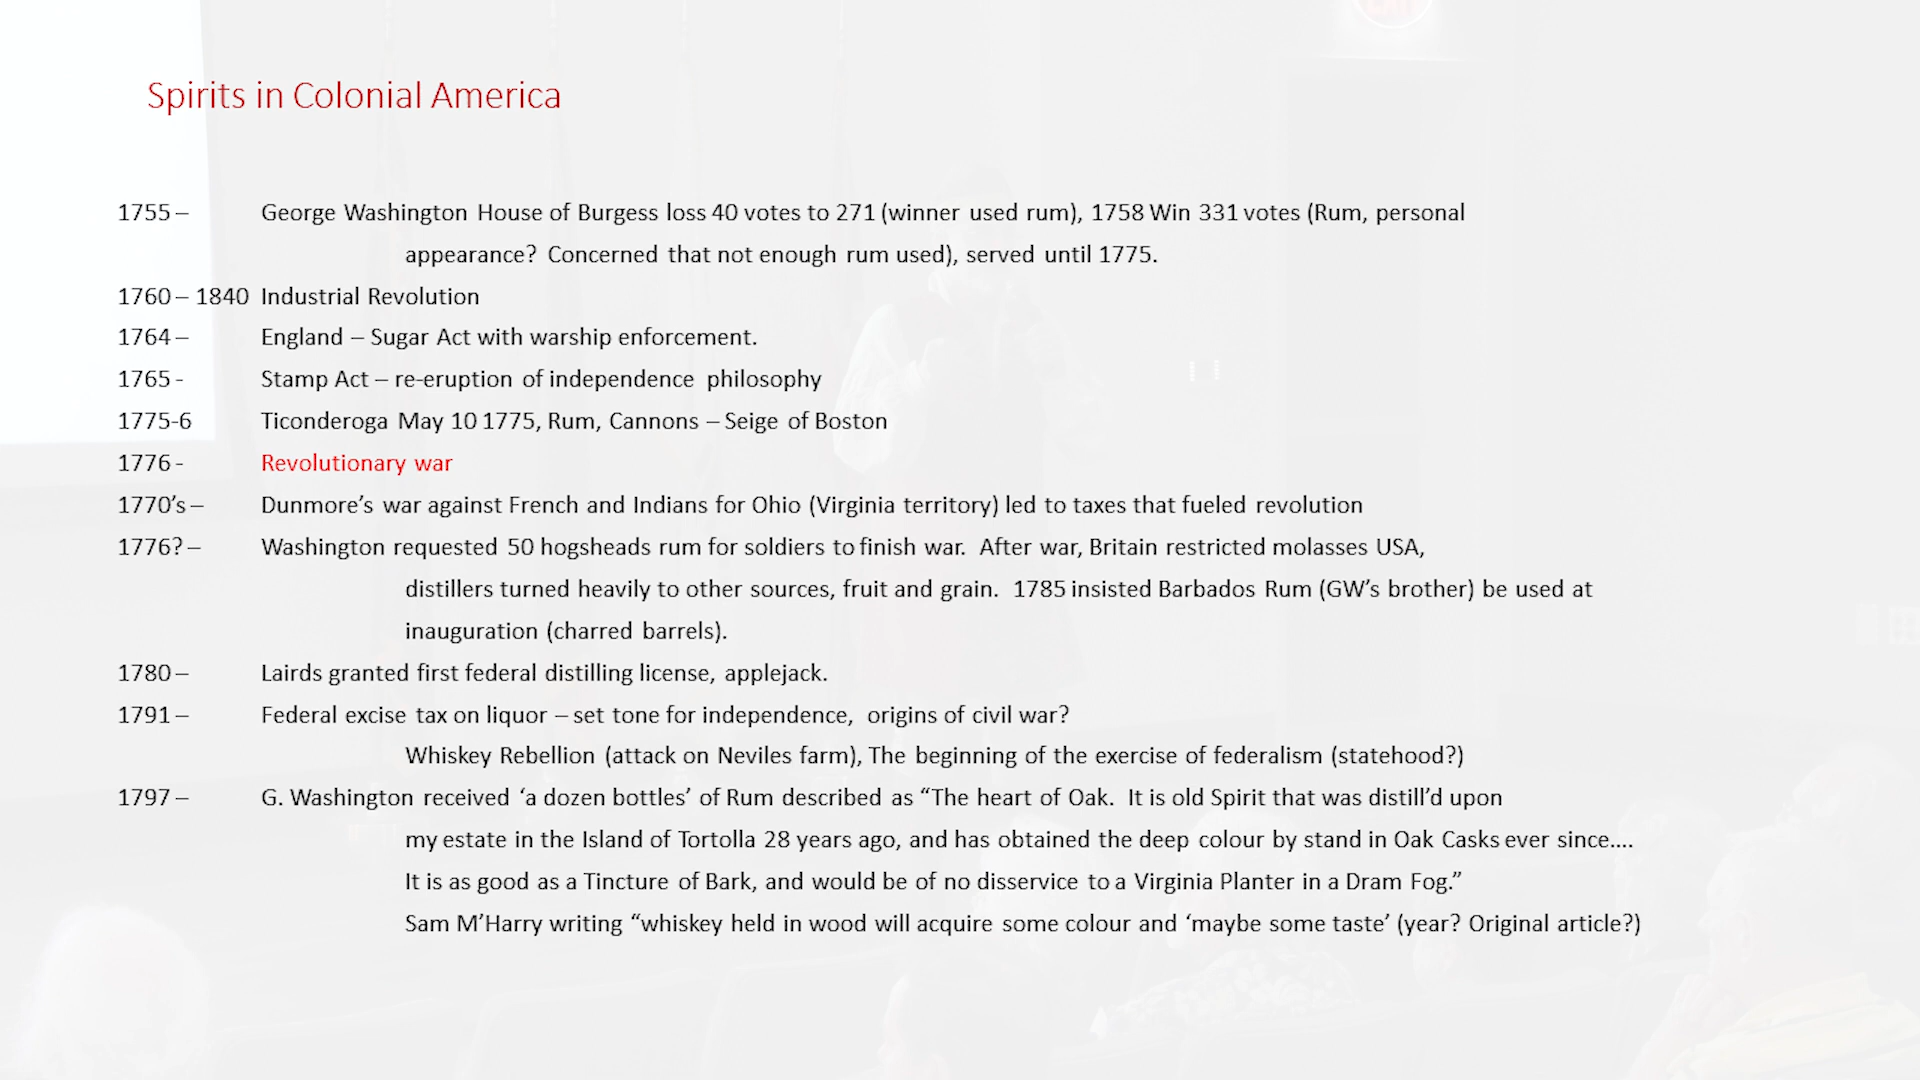 Spirits in Colonial America
1755 – George Washington House of Burgess loss 40 votes to 271 (winner used rum), 1758 Win 331 votes (Rum, personal
appearance? Concerned that not enough rum used), served until 1775.
1760 – 1840 Industrial Revolution
1764 – England – Sugar Act with warship enforcement.
1765 - Stamp Act – re-eruption of independence philosophy
1775-6 Ticonderoga May 10 1775, Rum, Cannons – Seige of Boston
1776 - Revolutionary war
1770’s – Dunmore’s war against French and Indians for Ohio (Virginia territory) led to taxes that fueled revolution
1776? – Washington requested 50 hogsheads rum for soldiers to finish war. After war, Britain restricted molasses USA,
distillers turned heavily to other sources, fruit and grain. 1785 insisted Barbados Rum (GW’s brother) be used at
inauguration (charred barrels).
1780 – Lairds granted first federal distilling license, applejack.
1791 – Federal excise tax on liquor – set tone for independence, origins of civil war?
Whiskey Rebellion (attack on Neviles farm), The beginning of the exercise of federalism (statehood?)
1797 – G. Washington received ‘a dozen bottles’ of Rum described as “The heart of Oak. It is old Spirit that was distill’d upon
my estate in the Island of Tortolla 28 years ago, and has obtained the deep colour by stand in Oak Casks ever since....
It is as good as a Tincture of Bark, and would be of no disservice to a Virginia Planter in a Dram Fog.”
Sam M’Harry writing “whiskey held in wood will acquire some colour and ‘maybe some taste’ (year? Original article?)